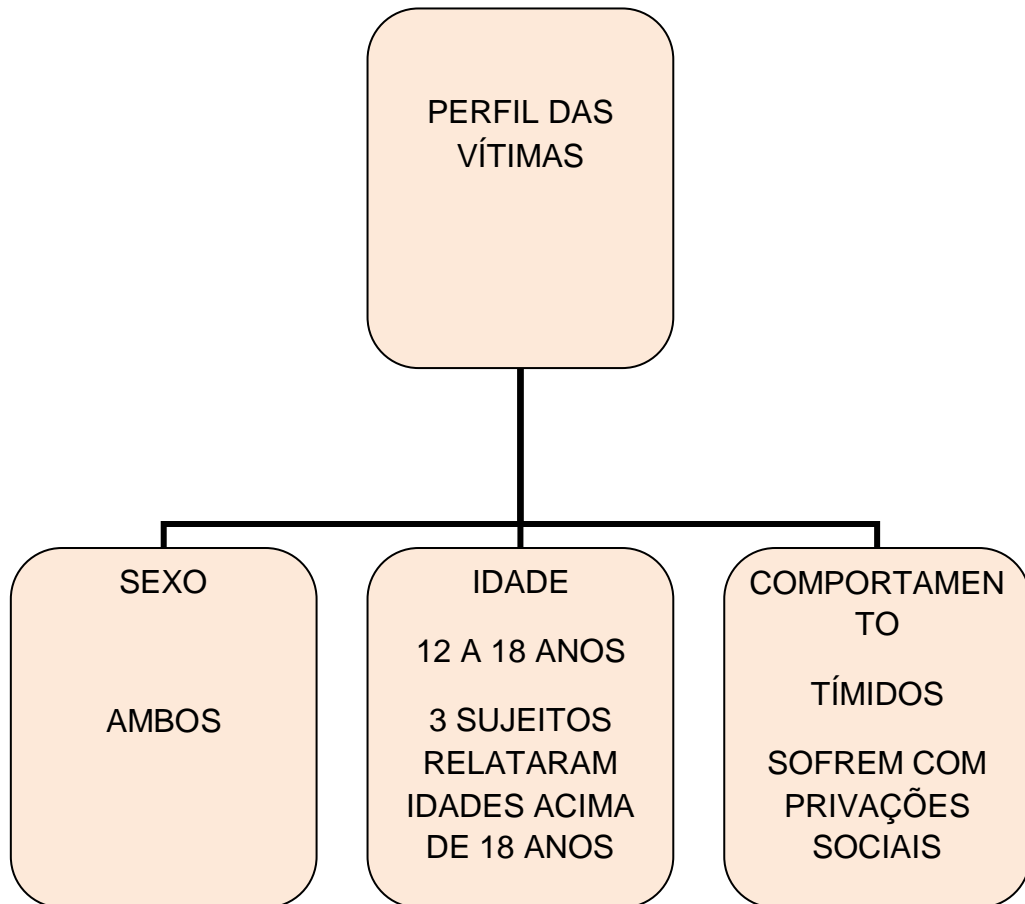 PERFIL DAS
VÍTIMAS
SEXO
AMBOS
IDADE
12 A 18 ANOS
3 SUJEITOS
RELATARAM
IDADES ACIMA
DE 18 ANOS
COMPORTAMEN
TO
TÍMIDOS
SOFREM COM
PRIVAÇÕES
SOCIAIS